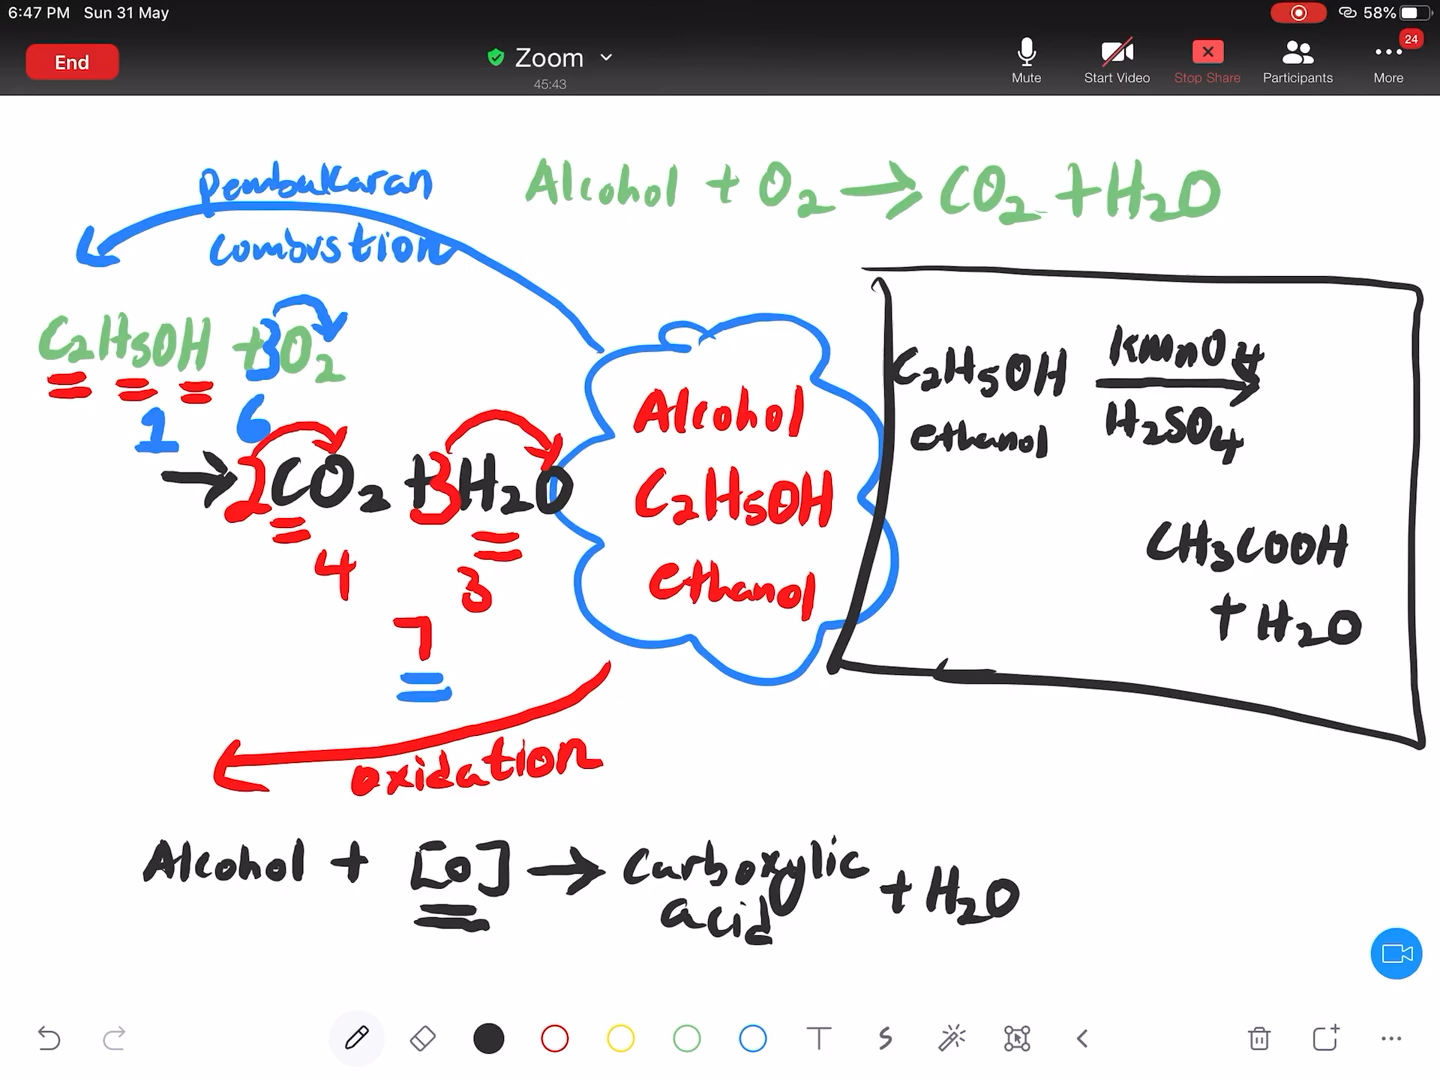 6:47 PM Sun 31 May
58%
End
Zoom
45:43
Mute
Start Video
Stop Share
Participants
24
More
Pembakaran
combustion
Alcohol + O2 → CO2 + H2O
C2H5OH + 3O2
1 6
→ 2CO2 + 3H2O
4 3
7
Alcohol
C2H5OH
ethanol
C2H5OH KMnO4
ethanol H2SO4
CH3COOH
+ H2O
oxidation
Alcohol + [O] → Carboxylic
acid + H2O
T